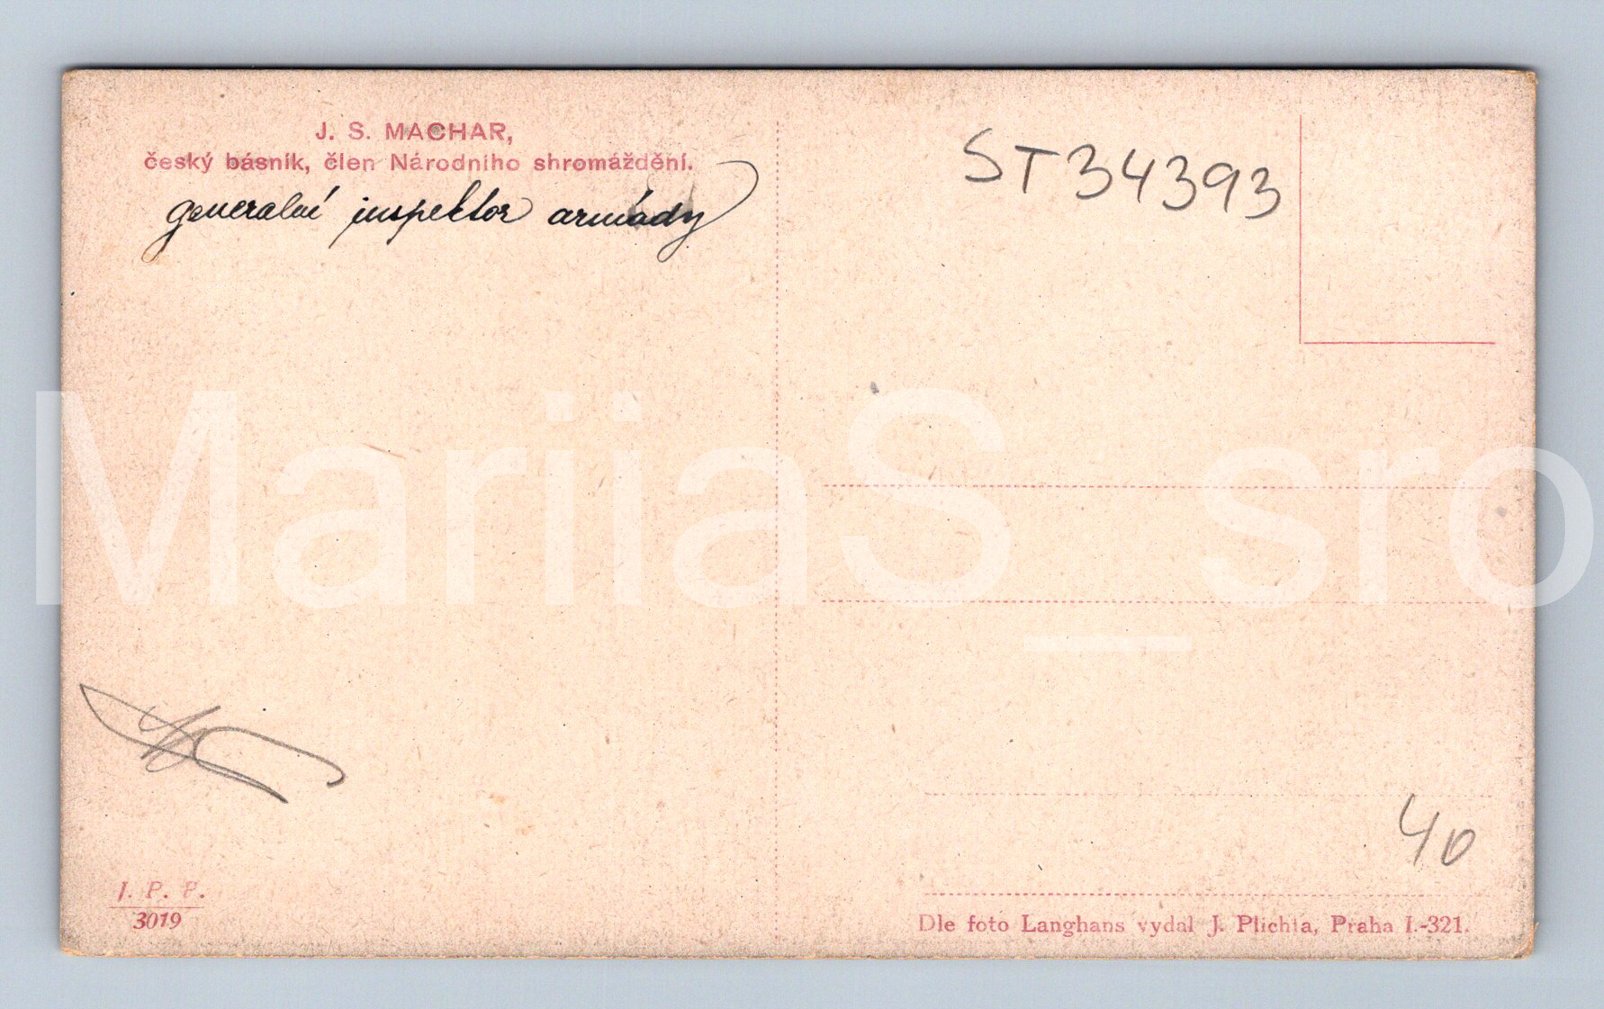 J. S. MACHAR,
český básník, člen Národního shromáždění.
generální inspektor armády
ST34393
MariiaS_sro
40
J. P. P.
3019
Dle foto Langhans vydal J. Plichta, Praha I.-321.